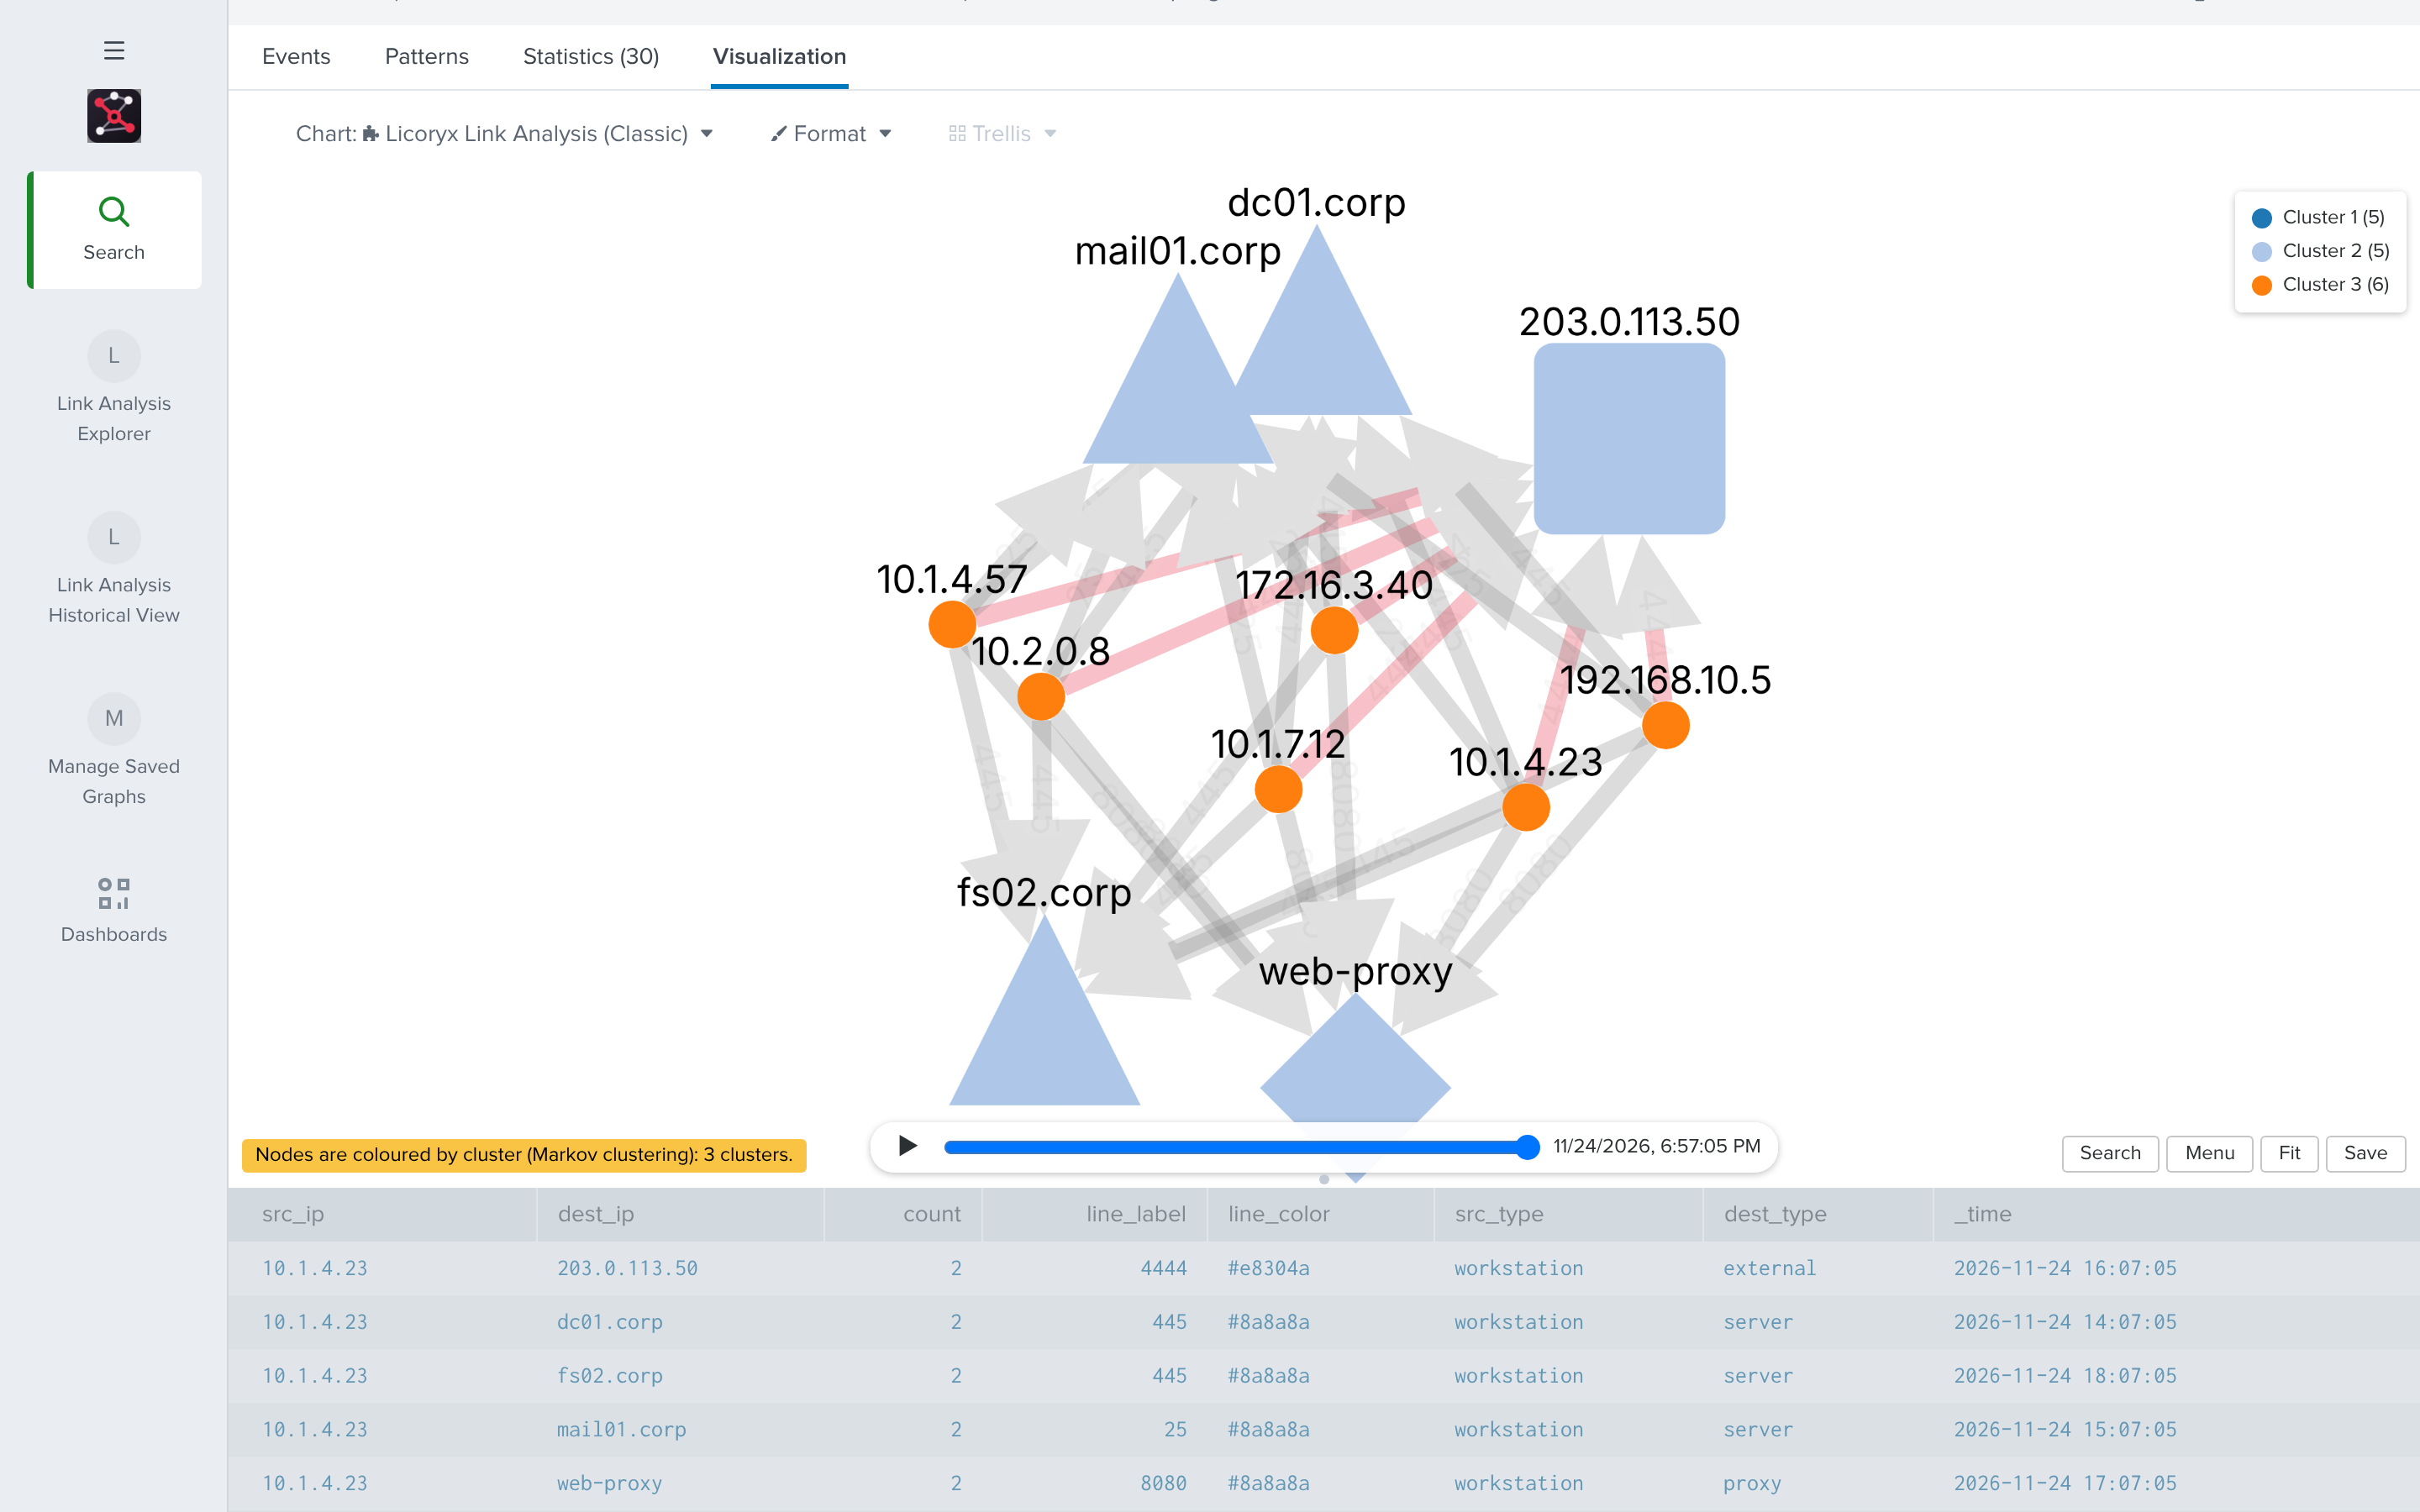 Events Patterns Statistics (30) Visualization
Chart: Licoryx Link Analysis (Classic) Format Trellis
Search
L
Link Analysis
Explorer
L
Link Analysis
Historical View
M
Manage Saved
Graphs
Dashboards
dc01.corp
mail01.corp
203.0.113.50
10.1.4.57
172.16.3.40
10.2.0.8
192.168.10.5
10.1.7.12
10.1.4.23
fs02.corp
web-proxy
445
445
8080
8080
8080
Cluster 1 (5)
Cluster 2 (5)
Cluster 3 (6)
Nodes are coloured by cluster (Markov clustering): 3 clusters.
11/24/2026, 6:57:05 PM
Search Menu Fit Save
src_ip dest_ip count line_label line_color src_type dest_type _time
10.1.4.23 203.0.113.50 2 4444 #e8304a workstation external 2026-11-24 16:07:05
10.1.4.23 dc01.corp 2 445 #8a8a8a workstation server 2026-11-24 14:07:05
10.1.4.23 fs02.corp 2 445 #8a8a8a workstation server 2026-11-24 18:07:05
10.1.4.23 mail01.corp 2 25 #8a8a8a workstation server 2026-11-24 15:07:05
10.1.4.23 web-proxy 2 8080 #8a8a8a workstation proxy 2026-11-24 17:07:05